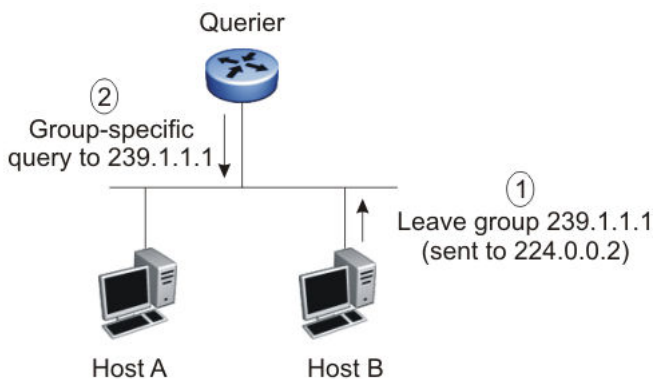 Querier
2
Group-specific
query to 239.1.1.1
1
Leave group 239.1.1.1
(sent to 224.0.0.2)
Host A
Host B